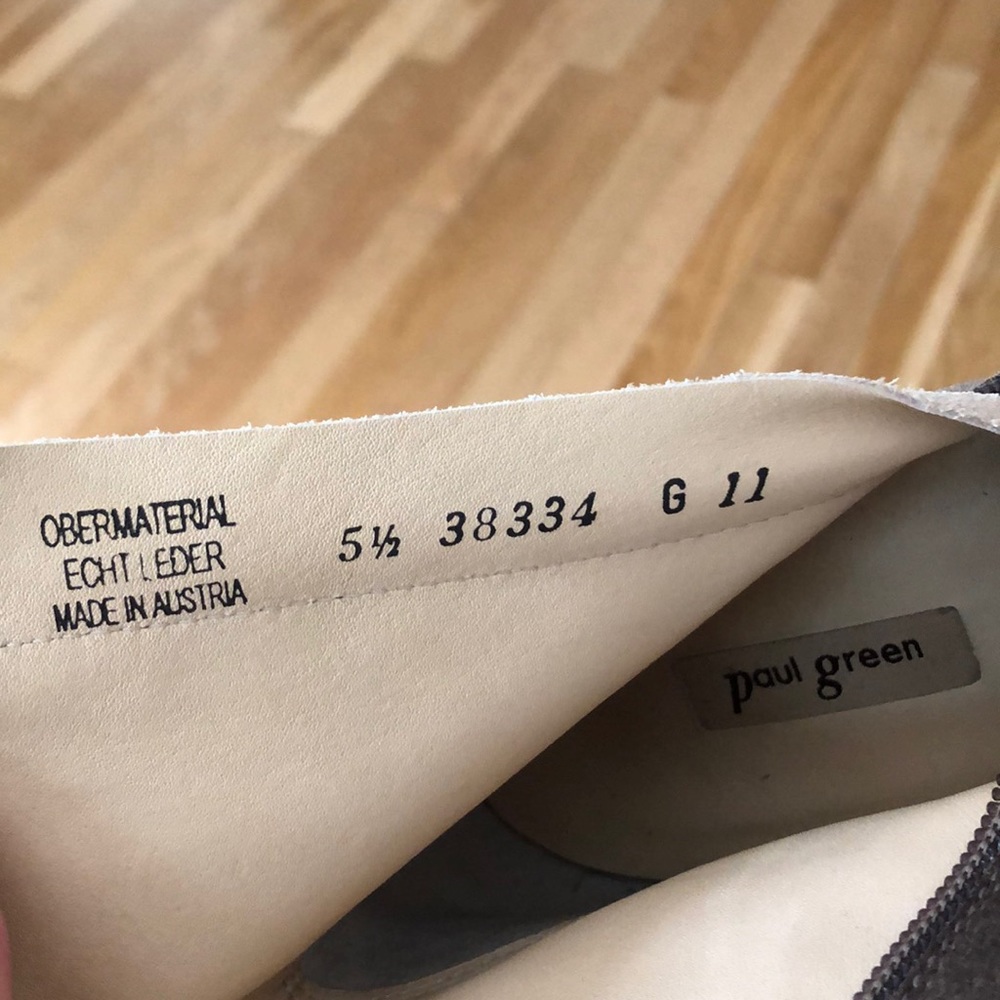 OBERMATERIAL
ECHT LEDER
MADE IN AUSTRIA
5½ 38334 G 11
paul green